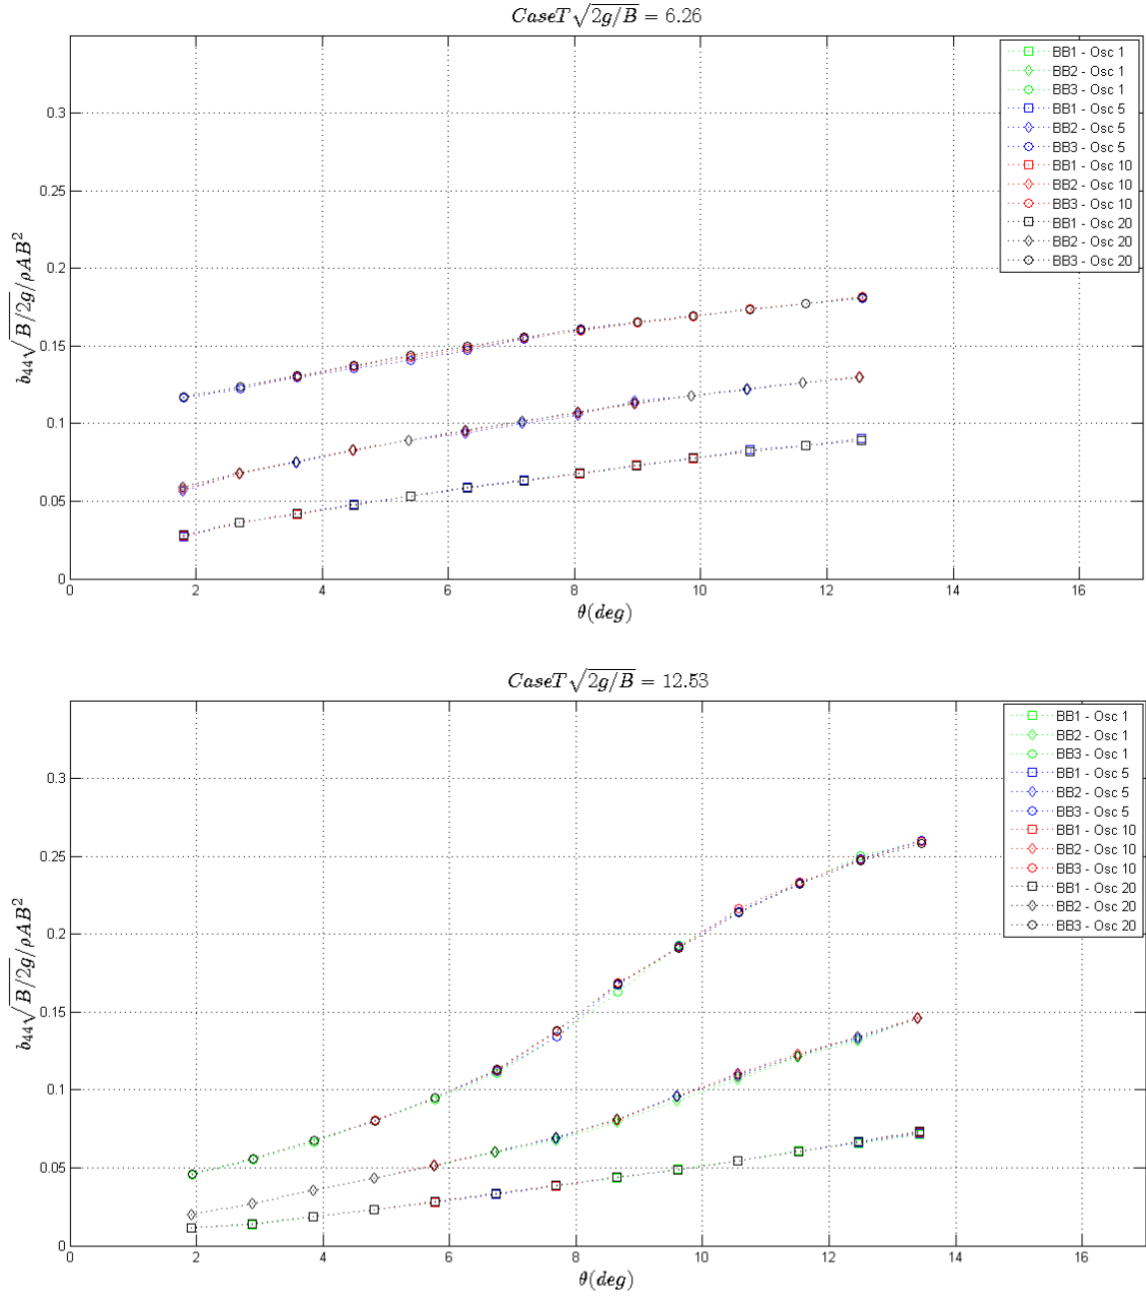 CaseT√2g/B = 6.26
BB1 - Osc 1
BB2 - Osc 1
BB3 - Osc 1
BB1 - Osc 5
BB2 - Osc 5
BB3 - Osc 5
BB1 - Osc 10
BB2 - Osc 10
BB3 - Osc 10
BB1 - Osc 20
BB2 - Osc 20
BB3 - Osc 20
0.3
0.25
0.2
0.15
0.1
0.05
0
b₄₄√B/2g/ρAB²
0 2 4 6 8 10 12 14 16
θ(deg)
CaseT√2g/B = 12.53
BB1 - Osc 1
BB2 - Osc 1
BB3 - Osc 1
BB1 - Osc 5
BB2 - Osc 5
BB3 - Osc 5
BB1 - Osc 10
BB2 - Osc 10
BB3 - Osc 10
BB1 - Osc 20
BB2 - Osc 20
BB3 - Osc 20
0.3
0.25
0.2
0.15
0.1
0.05
0
b₄₄√B/2g/ρAB²
0 2 4 6 8 10 12 14 16
θ(deg)